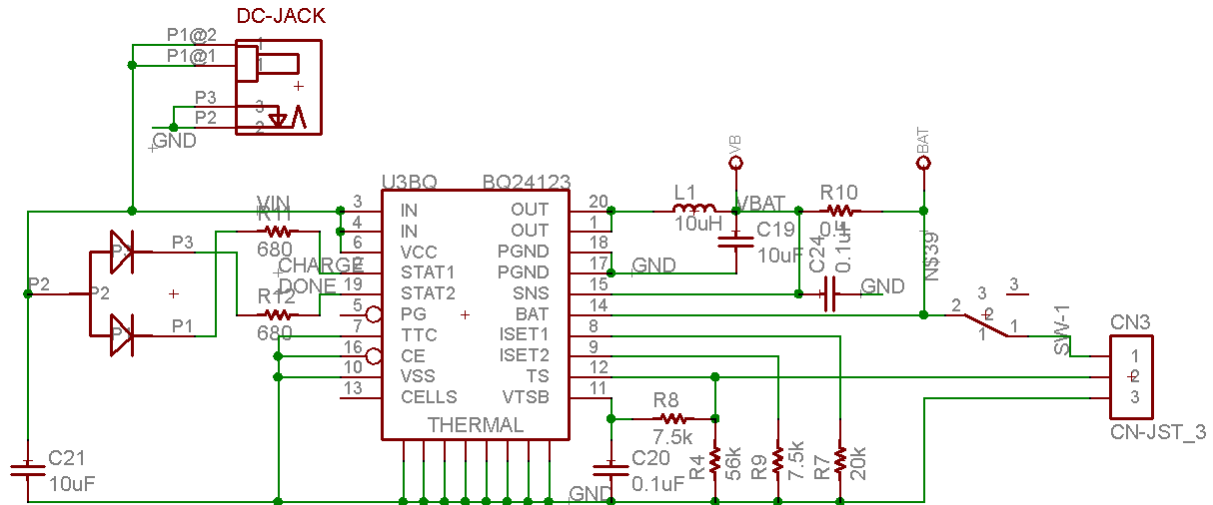 DC-JACK
P1@2
1
P1@1
1
P3
3
P2
2
GND
VB
BAT
U3BQ
BQ24123
VIN
R11
680
3
IN
4
IN
6
VCC
CHARGE
STAT1
DONE
19
STAT2
R12
680
5
PG
7
TTC
16
CE
10
VSS
13
CELLS
THERMAL
OUT
20
OUT
1
PGND
18
PGND
17
SNS
15
BAT
14
ISET1
8
ISET2
9
TS
12
VTSB
11
L1
10uH
VBAT
R10
C19
10uF
C24
0.1uF
GND
GND
N$39
P3
P2
P2
P1
2
3
2
1
3
1
SW-1
CN3
1
2
3
CN-JST_3
R8
7.5k
R4
56k
R9
7.5k
R7
20k
C21
10uF
C20
0.1uF
GND